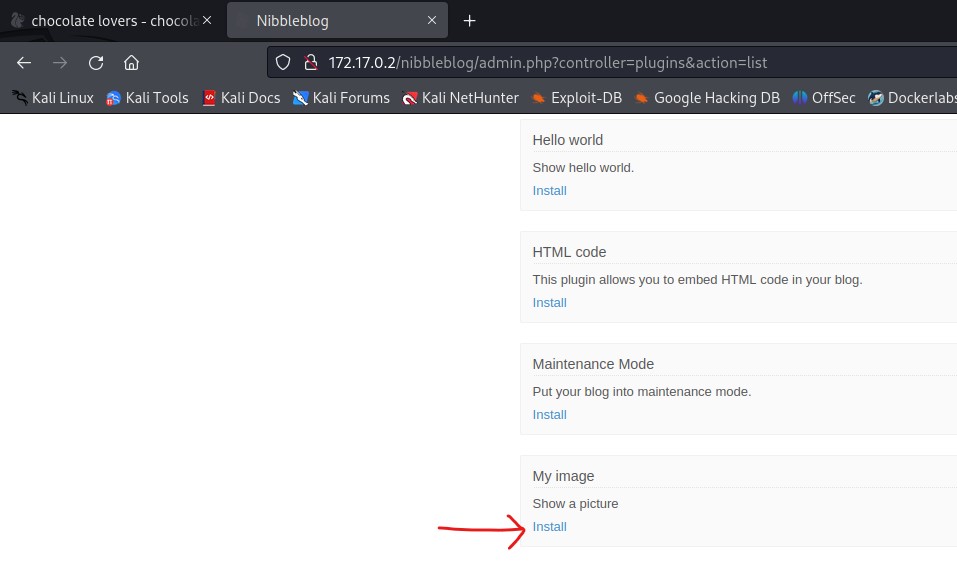 chocolate lovers - chocola
Nibbleblog
172.17.0.2/nibbleblog/admin.php?controller=plugins&action=list
Kali Linux Kali Tools Kali Docs Kali Forums Kali NetHunter Exploit-DB Google Hacking DB OffSec Dockerlabs
Hello world
Show hello world.
Install
HTML code
This plugin allows you to embed HTML code in your blog.
Install
Maintenance Mode
Put your blog into maintenance mode.
Install
My image
Show a picture
Install